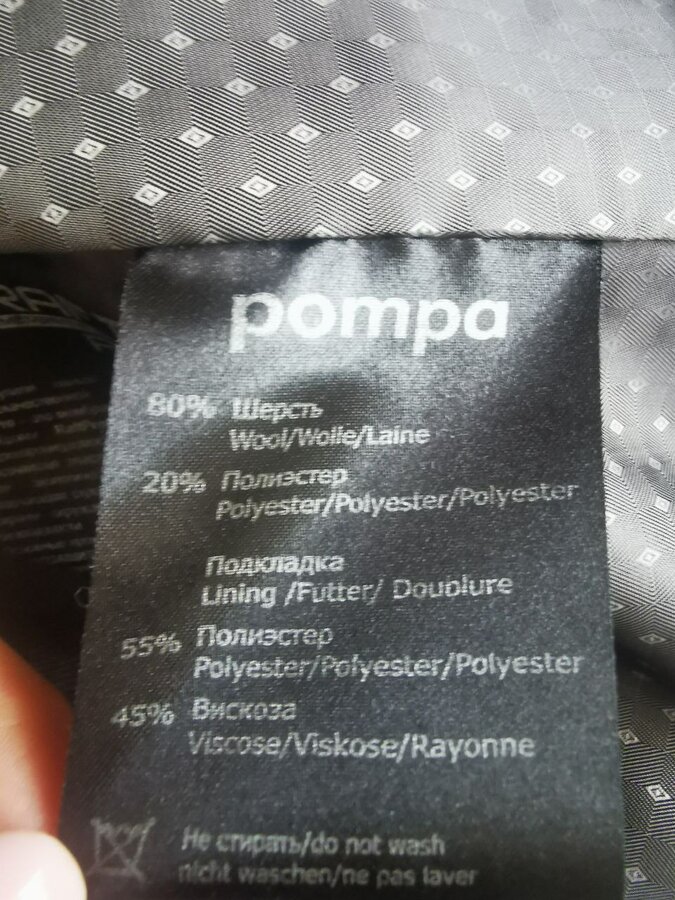 pompa
80% Шерсть
Wool/Wolle/Laine
20% Полиэстер
Polyester/Polyester/Polyester
Подкладка
Lining /Futter/ Doublure
55% Полиэстер
Polyester/Polyester/Polyester
45% Вискоза
Viscose/Viskose/Rayonne
Не стирать/do not wash
nicht waschen/ne pas laver